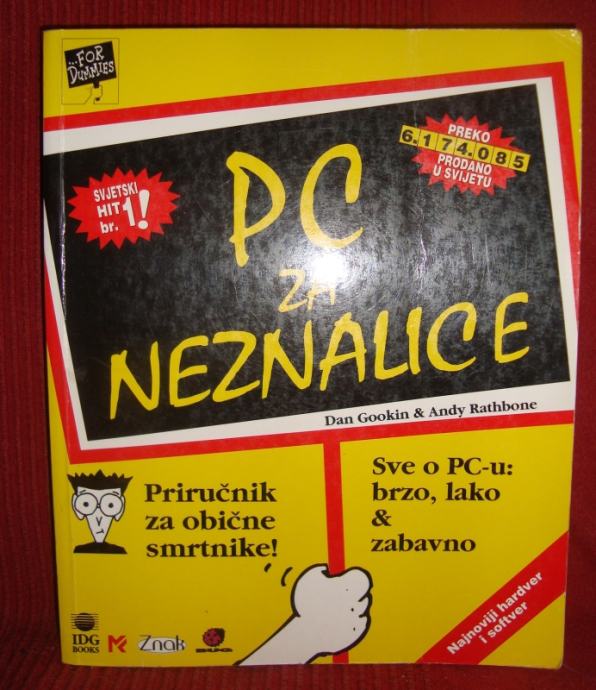 ...FOR
DUMMIES
PREKO
6.174.085
PRODANO
U SVIJETU
SVJETSKI
HIT
br. 1!
PC
ZA
NEZNALICE
Dan Gookin & Andy Rathbone
Priručnik
za obične
smrtnike!
Sve o PC-u:
brzo, lako
&
zabavno
Najnoviji hardver
i softver
IDG
BOOKS
Znak